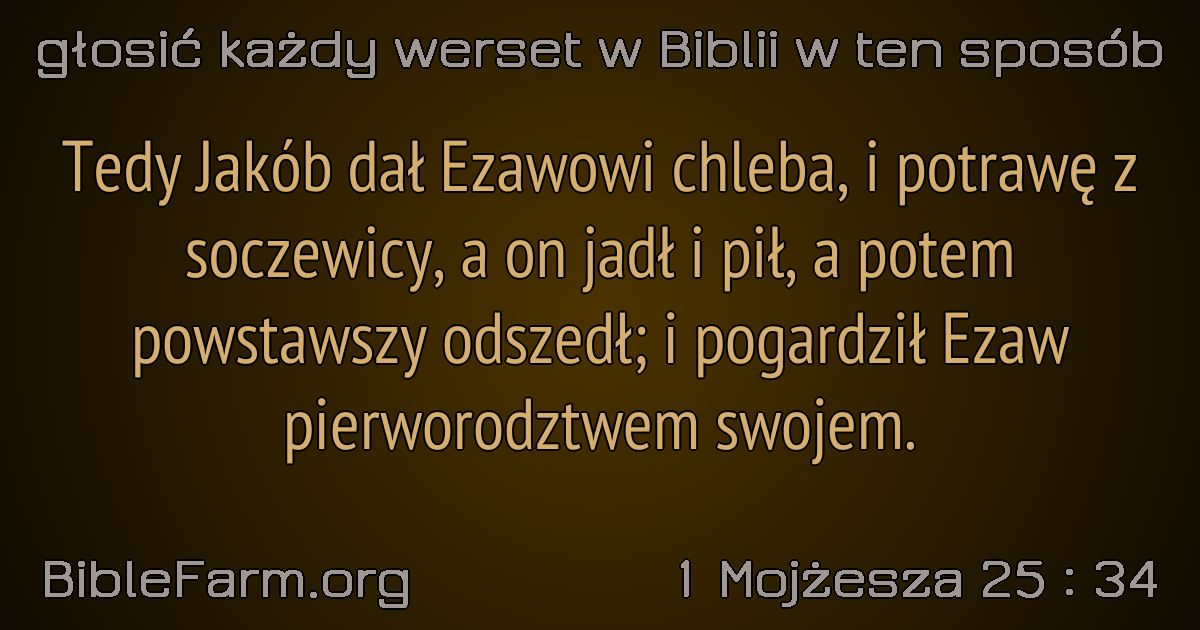 głosić każdy werset w Biblii w ten sposób
Tedy Jakób dał Ezawowi chleba, i potrawę z
soczewicy, a on jadł i pił, a potem
powstawszy odszedł; i pogardził Ezaw
pierworodztwem swojem.
BibleFarm.org
1 Mojżesza 25 : 34